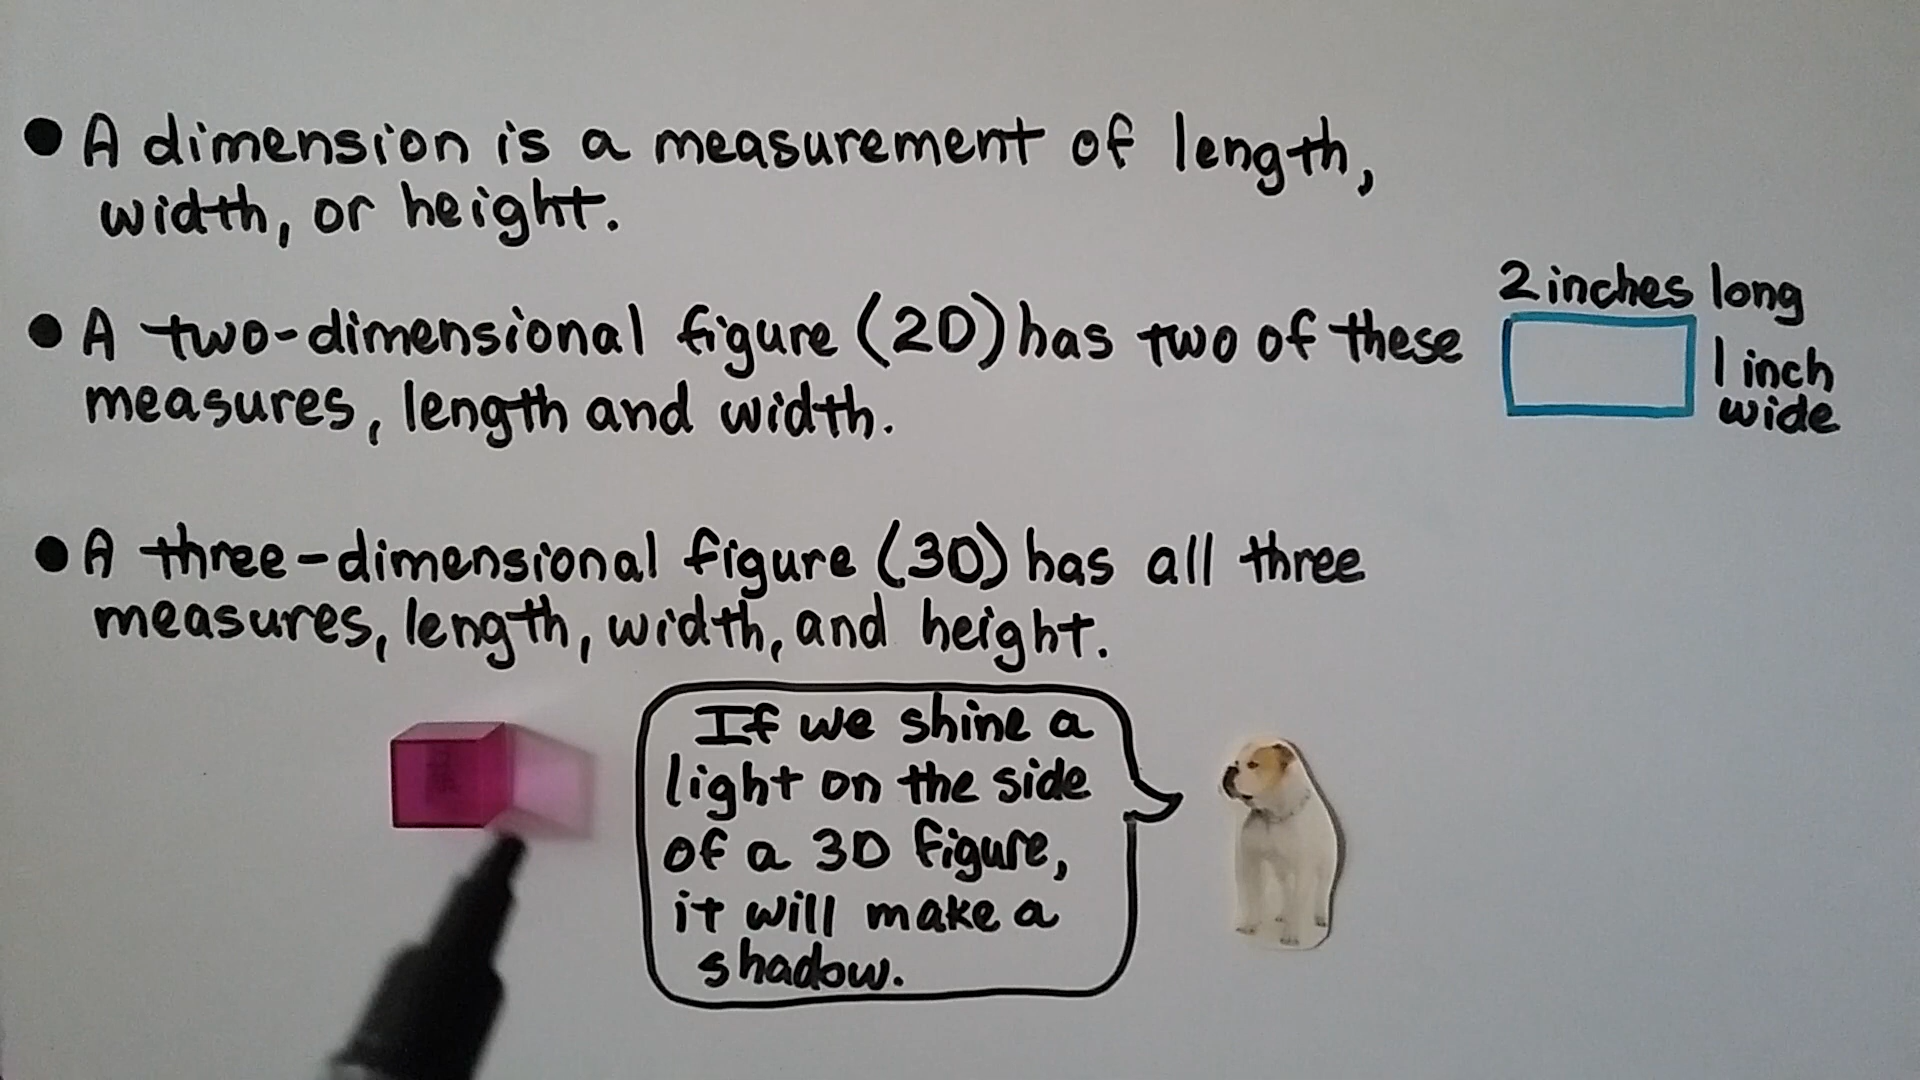 ● A dimension is a measurement of length,
width, or height.
● A two-dimensional figure (2D) has two of these
measures, length and width.
2 inches long
1 inch
wide
● A three-dimensional figure (3D) has all three
measures, length, width, and height.
If we shine a
light on the side
of a 3D figure,
it will make a
shadow.